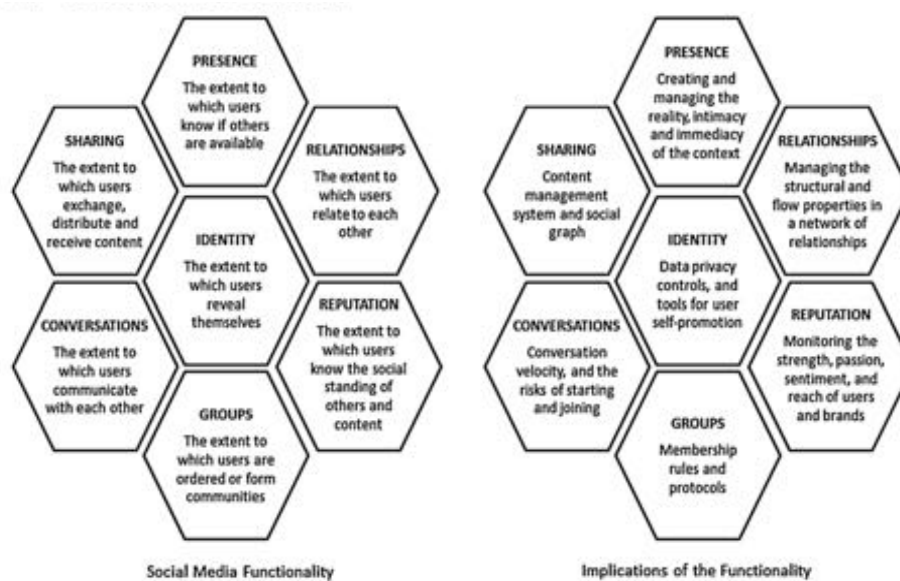 PRESENCE
The extent to
which users
know if others
are available
SHARING
The extent to
which users
exchange,
distribute and
receive content
RELATIONSHIPS
The extent to
which users
relate to each
other
IDENTITY
The extent to
which users
reveal
themselves
CONVERSATIONS
The extent to
which users
communicate
with each other
REPUTATION
The extent to
which users
know the social
standing of
others and
content
GROUPS
The extent to
which users are
ordered or form
communities
Social Media Functionality
PRESENCE
Creating and
managing the
reality, intimacy
and immediacy
of the context
SHARING
Content
management
system and social
graph
RELATIONSHIPS
Managing the
structural and
flow properties in
a network of
relationships
IDENTITY
Data privacy
controls, and
tools for user
self-promotion
CONVERSATIONS
Conversation
velocity, and the
risks of starting
and joining
REPUTATION
Monitoring the
strength, passion,
sentiment, and
reach of users
and brands
GROUPS
Membership
rules and
protocols
Implications of the Functionality